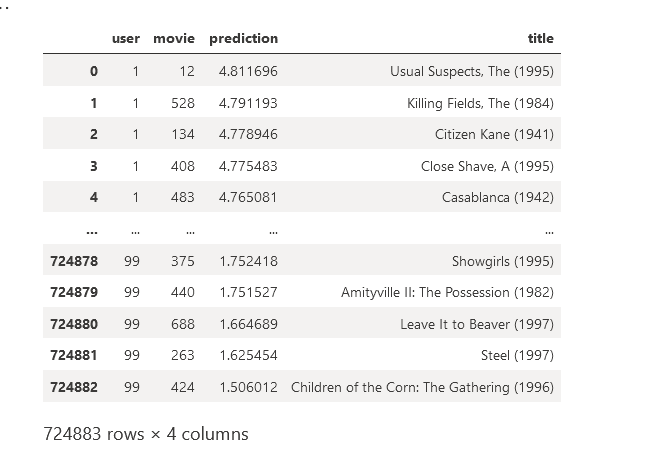 ..
user movie prediction title
0 1 12 4.811696 Usual Suspects, The (1995)
1 1 528 4.791193 Killing Fields, The (1984)
2 1 134 4.778946 Citizen Kane (1941)
3 1 408 4.775483 Close Shave, A (1995)
4 1 483 4.765081 Casablanca (1942)
... ... ... ... ...
724878 99 375 1.752418 Showgirls (1995)
724879 99 440 1.751527 Amityville II: The Possession (1982)
724880 99 688 1.664689 Leave It to Beaver (1997)
724881 99 263 1.625454 Steel (1997)
724882 99 424 1.506012 Children of the Corn: The Gathering (1996)
724883 rows × 4 columns